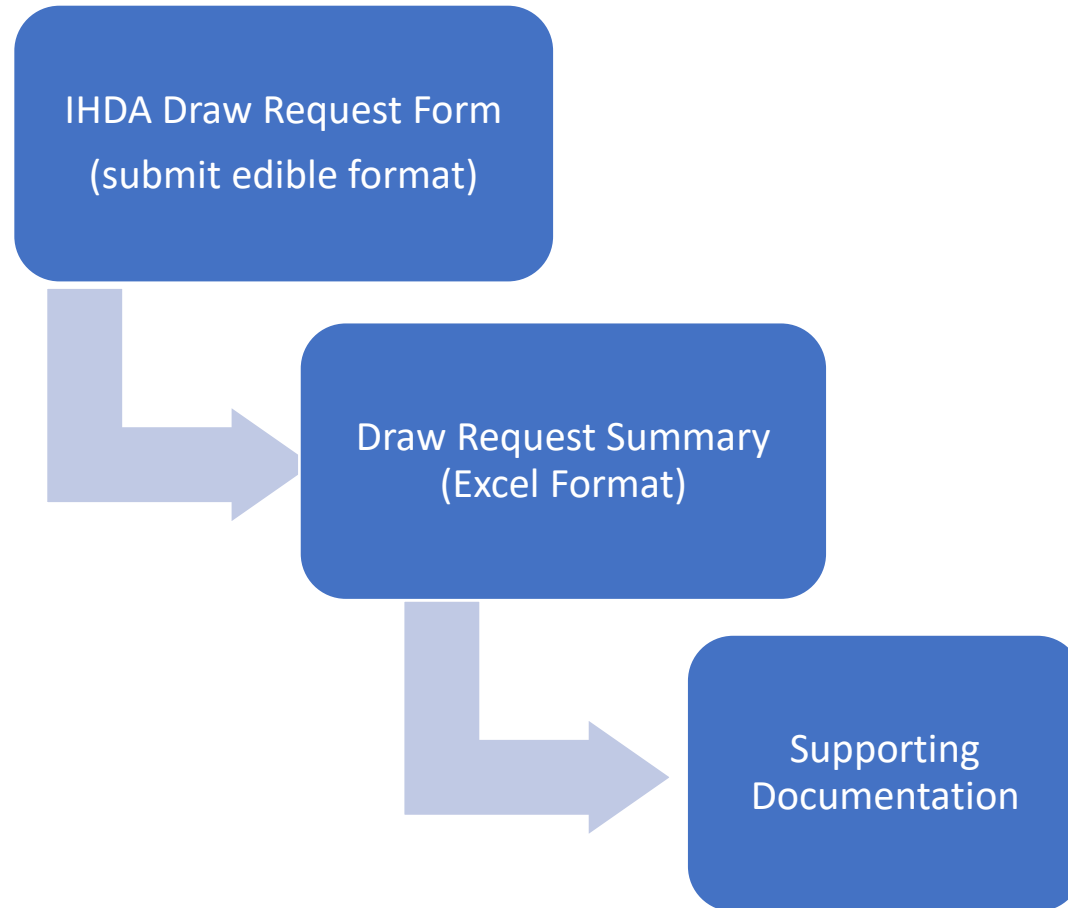 IHDA Draw Request Form
(submit edible format)
Draw Request Summary
(Excel Format)
Supporting
Documentation